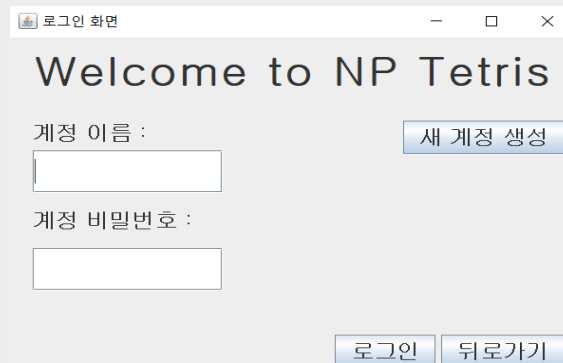 로그인 화면
Welcome to NP Tetris
계정 이름 :
새 계정 생성
계정 비밀번호 :
로그인
뒤로가기